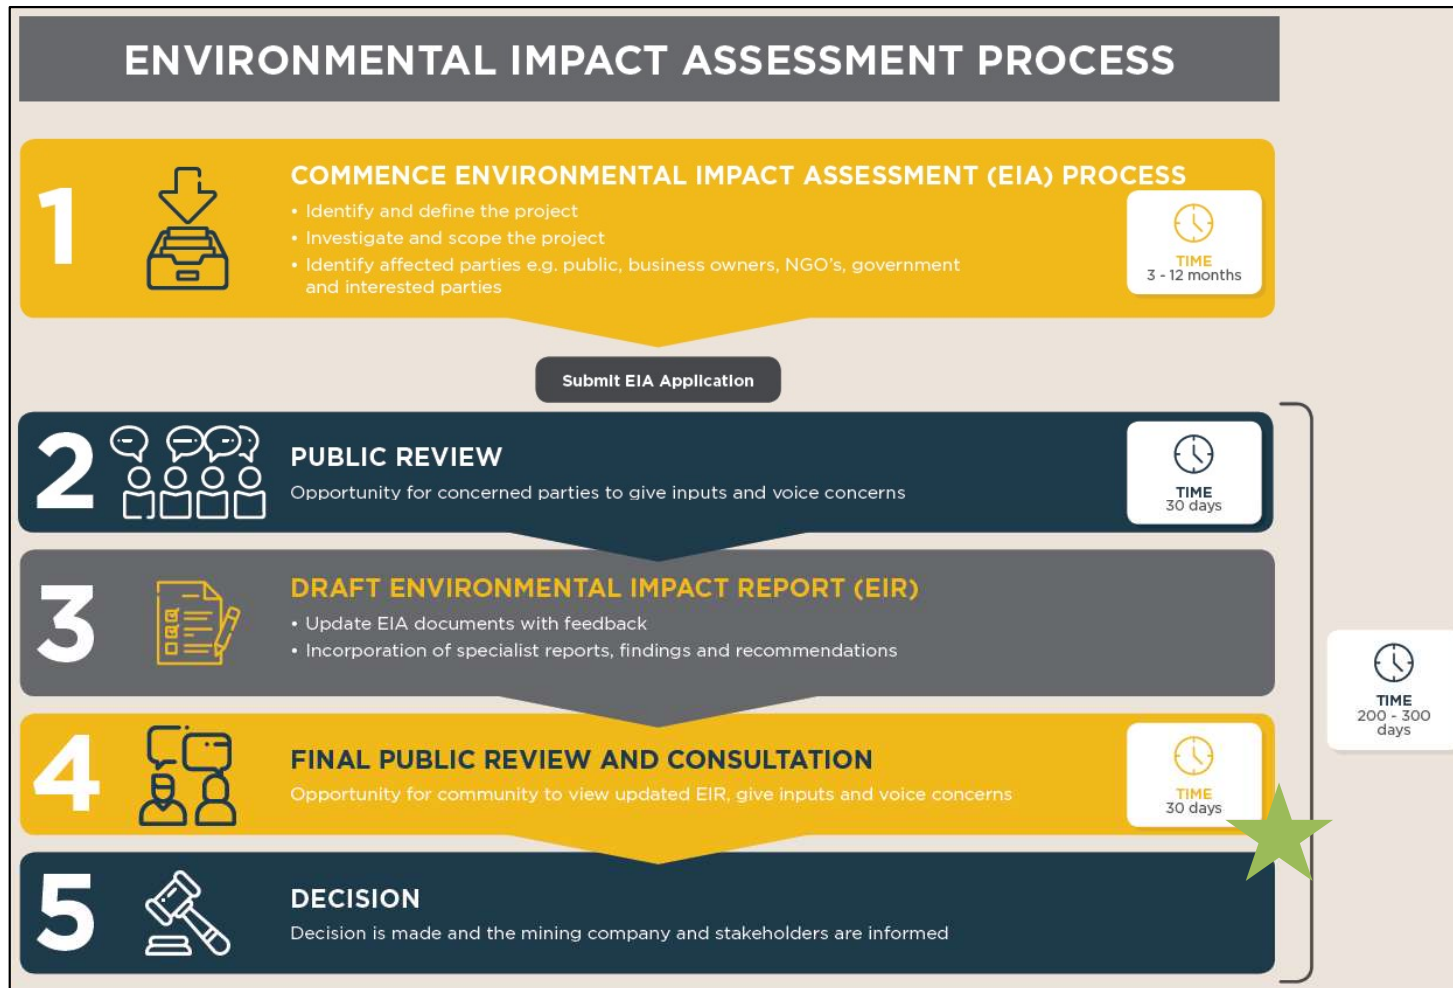 ENVIRONMENTAL IMPACT ASSESSMENT PROCESS
1
COMMENCE ENVIRONMENTAL IMPACT ASSESSMENT (EIA) PROCESS
• Identify and define the project
• Investigate and scope the project
• Identify affected parties e.g. public, business owners, NGO's, government
and interested parties
TIME
3 - 12 months
Submit EIA Application
2
PUBLIC REVIEW
Opportunity for concerned parties to give inputs and voice concerns
TIME
30 days
3
DRAFT ENVIRONMENTAL IMPACT REPORT (EIR)
• Update EIA documents with feedback
• Incorporation of specialist reports, findings and recommendations
4
FINAL PUBLIC REVIEW AND CONSULTATION
Opportunity for community to view updated EIR, give inputs and voice concerns
TIME
30 days
5
DECISION
Decision is made and the mining company and stakeholders are informed
TIME
200 - 300
days